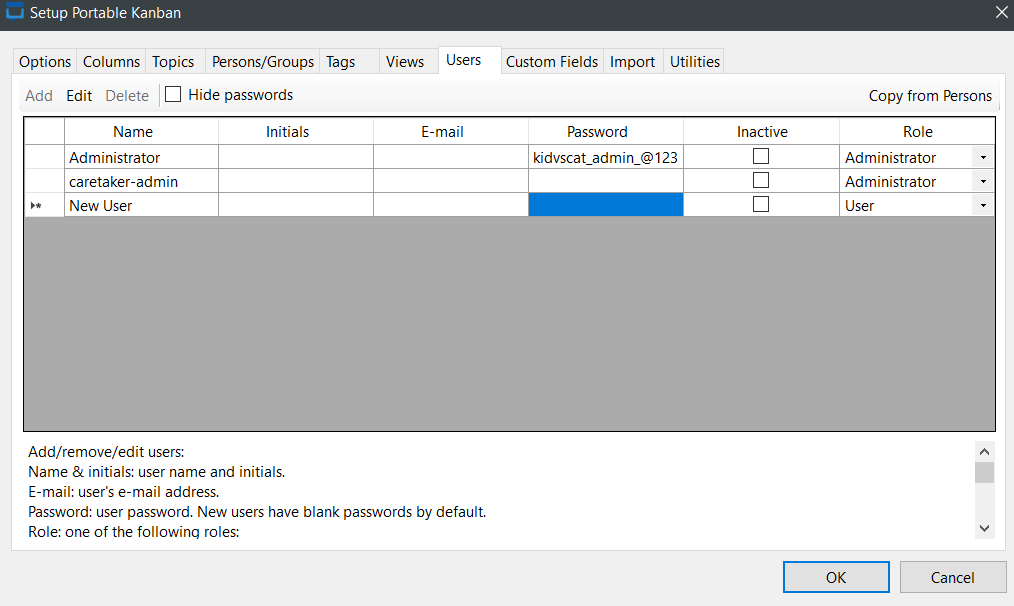 Setup Portable Kanban
Options Columns Topics Persons/Groups Tags Views Users Custom Fields Import Utilities
Add Edit Delete Hide passwords Copy from Persons
Name Initials E-mail Password Inactive Role
Administrator kidvscat_admin_@123 Administrator
caretaker-admin Administrator
New User User
Add/remove/edit users:
Name & initials: user name and initials.
E-mail: user's e-mail address.
Password: user password. New users have blank passwords by default.
Role: one of the following roles:
OK Cancel